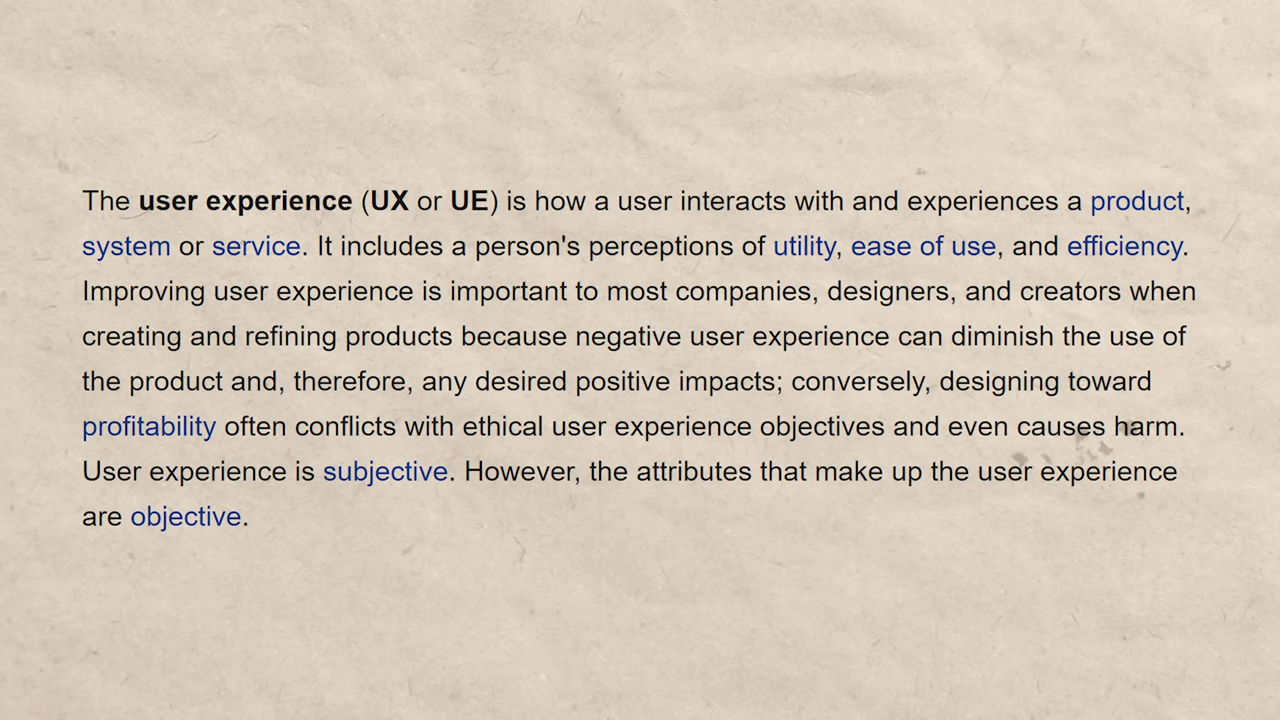 The user experience (UX or UE) is how a user interacts with and experiences a product,
system or service. It includes a person's perceptions of utility, ease of use, and efficiency.
Improving user experience is important to most companies, designers, and creators when
creating and refining products because negative user experience can diminish the use of
the product and, therefore, any desired positive impacts; conversely, designing toward
profitability often conflicts with ethical user experience objectives and even causes harm.
User experience is subjective. However, the attributes that make up the user experience
are objective.